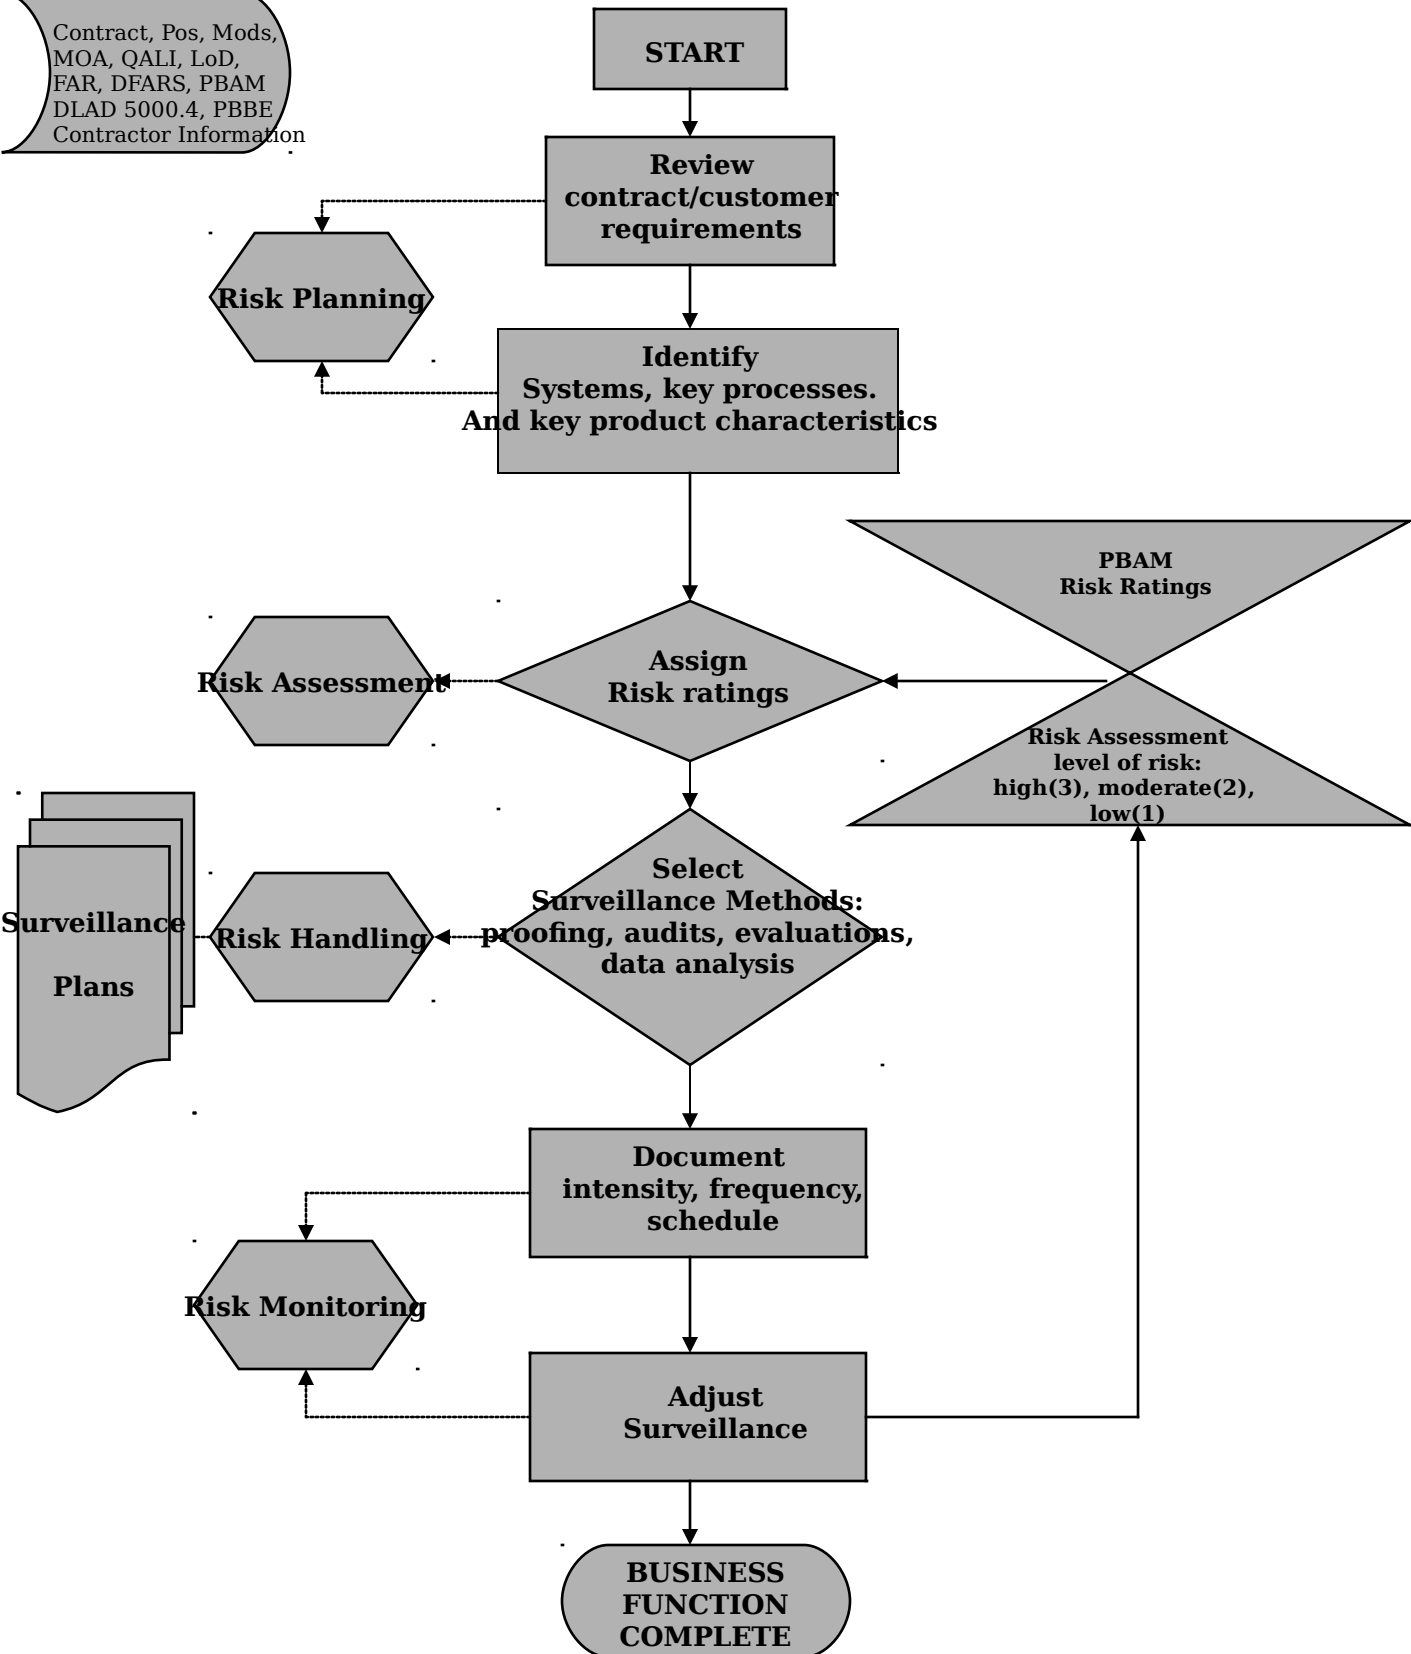 Contract, Pos, Mods,
MOA, QALI, LoD,
FAR, DFARS, PBAM
DLAD 5000.4, PBBE
Contractor Information
START
Review
contract/customer
requirements
Risk Planning
Identify
Systems, key processes.
And key product characteristics
PBAM
Risk Ratings
Assign
Risk ratings
Risk Assessment
Risk Assessment
level of risk:
high(3), moderate(2),
low(1)
Select
Surveillance Methods:
proofing, audits, evaluations,
data analysis
Risk Handling
Surveillance
Plans
Document
intensity, frequency,
schedule
Risk Monitoring
Adjust
Surveillance
BUSINESS
FUNCTION
COMPLETE